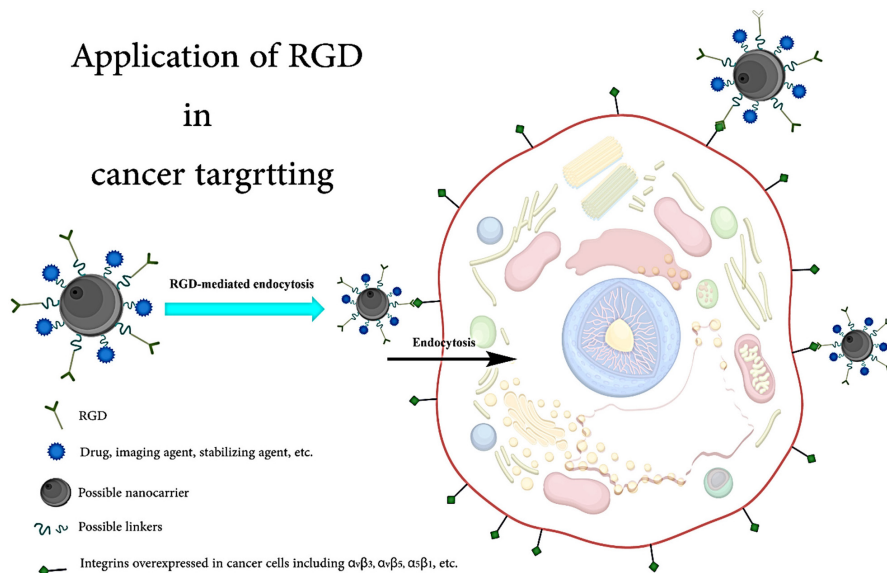 Application of RGD
in
cancer targrtting
RGD-mediated endocytosis
Endocytosis
RGD
Drug, imaging agent, stabilizing agent, etc.
Possible nanocarrier
Possible linkers
Integrins overexpressed in cancer cells including αvβ3, αvβ5, α5β1, etc.